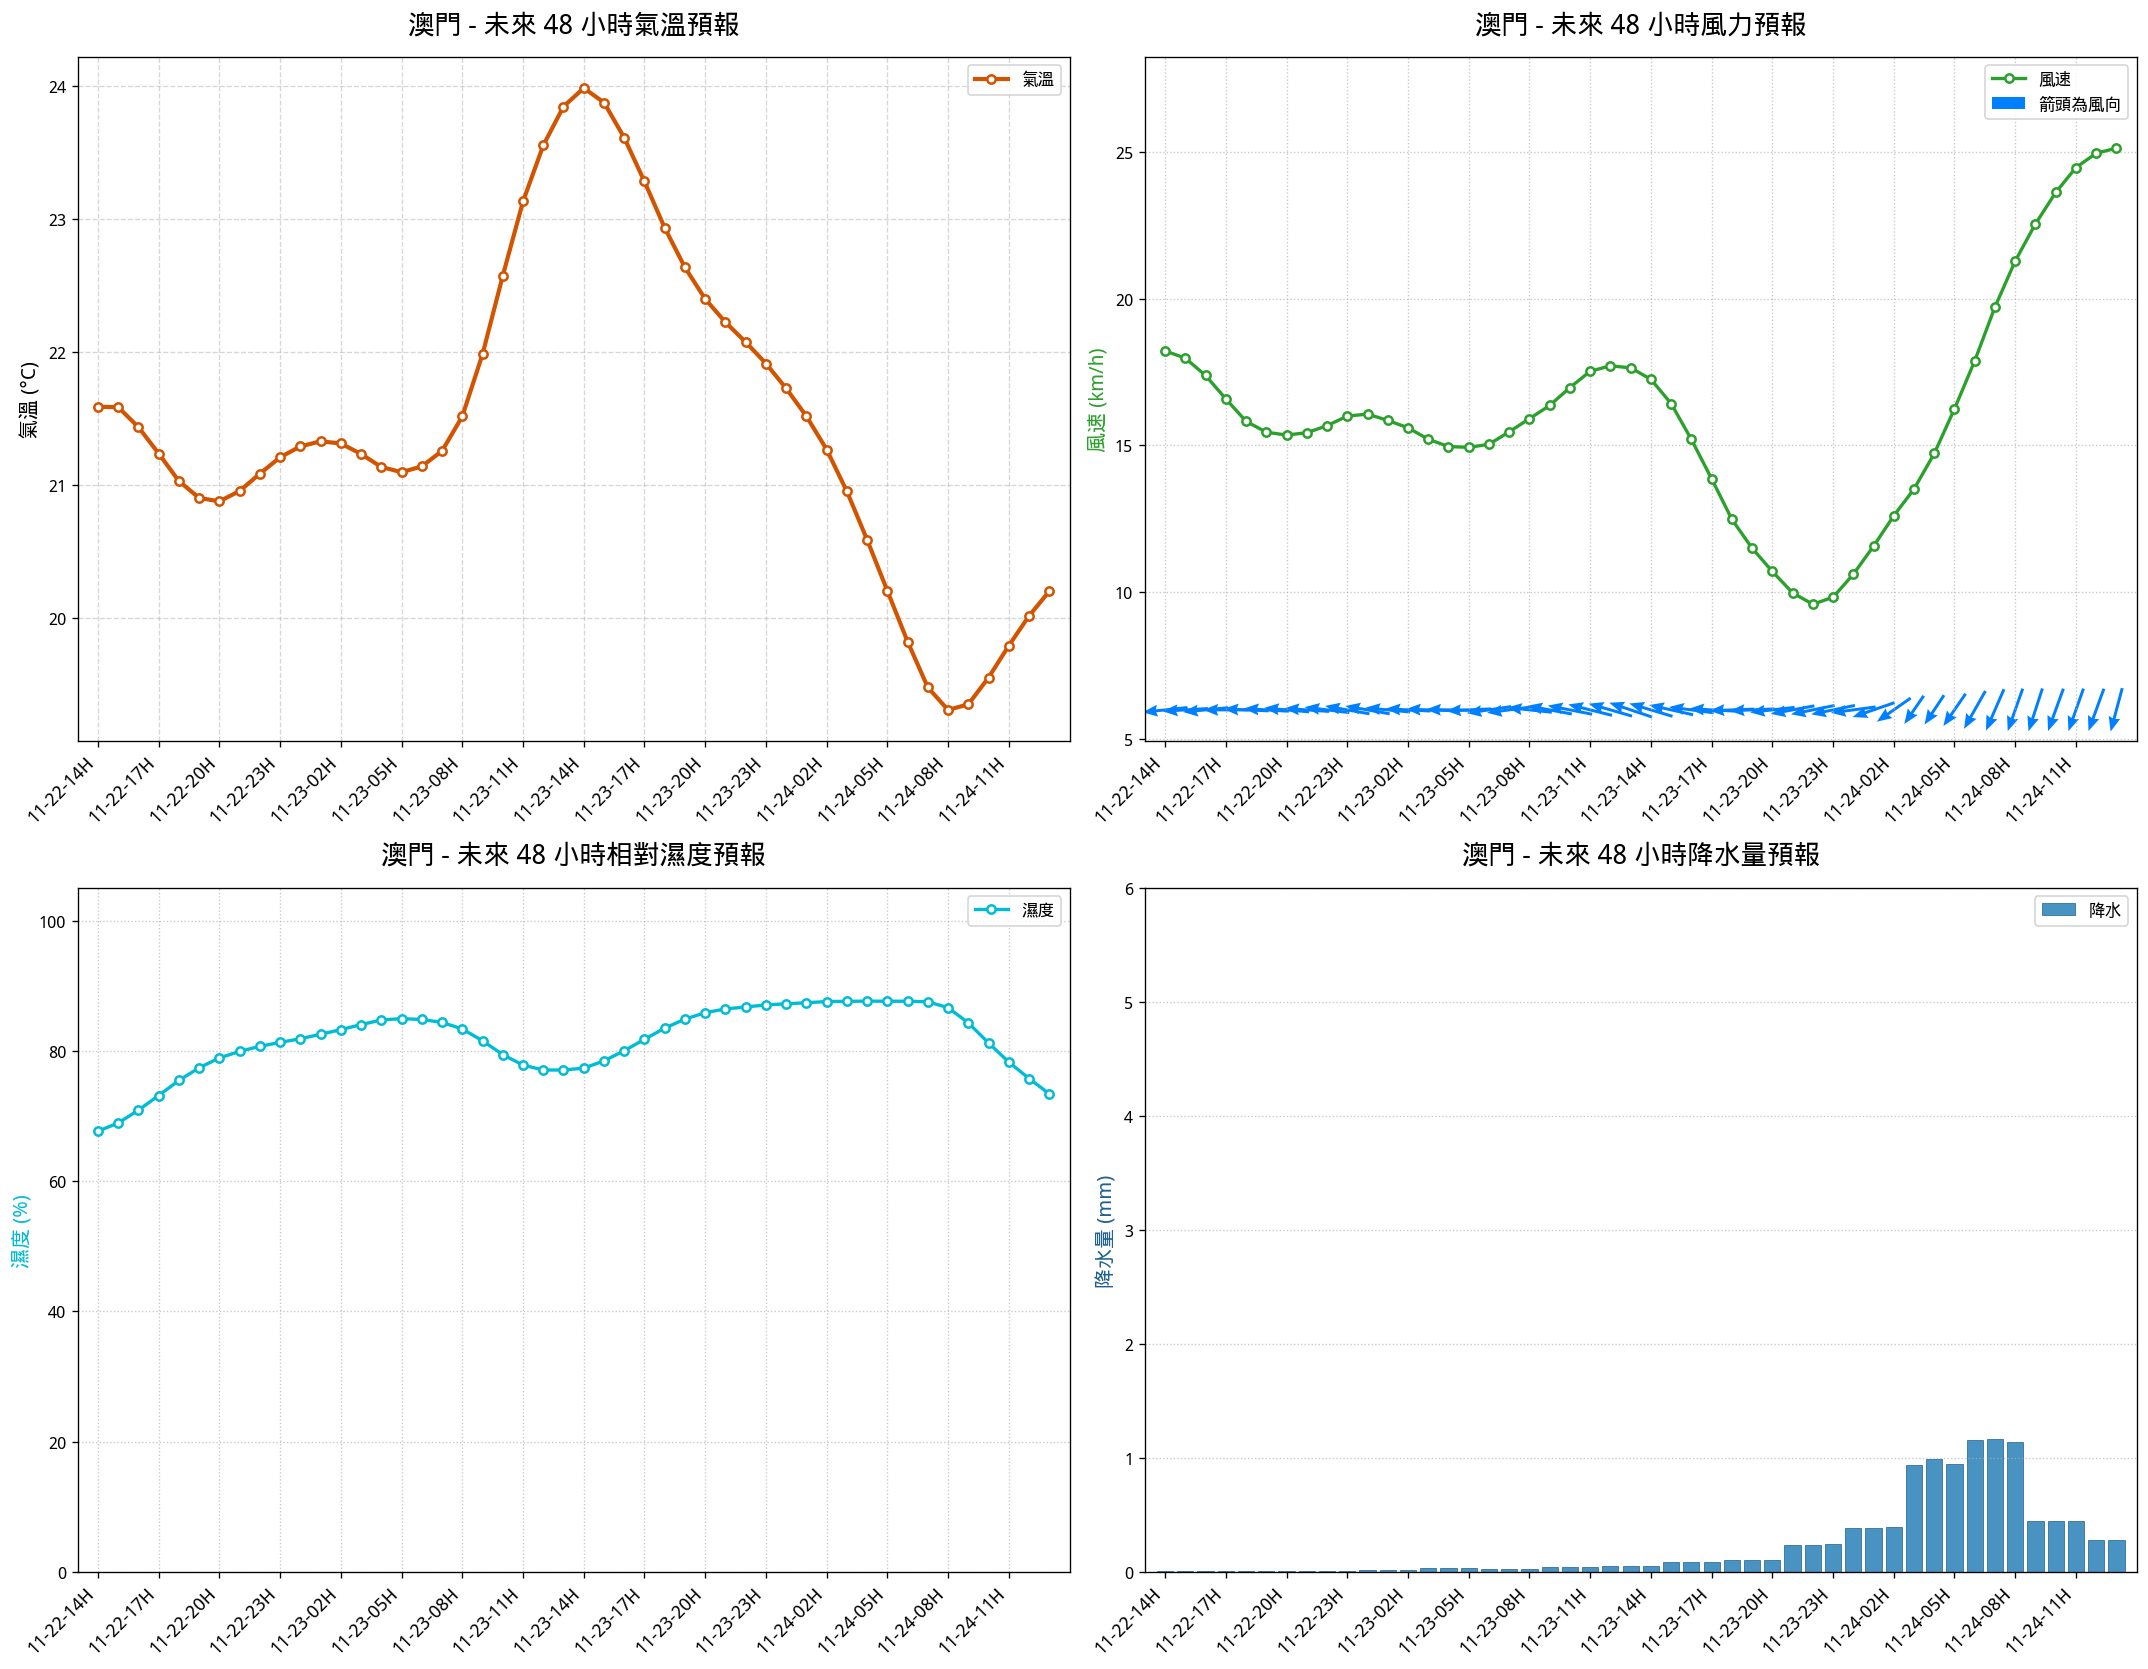 澳門 - 未來 48 小時氣溫預報
氣溫
氣溫 (°C)
24
23
22
21
20
11-22-14H
11-22-17H
11-22-20H
11-22-23H
11-23-02H
11-23-05H
11-23-08H
11-23-11H
11-23-14H
11-23-17H
11-23-20H
11-23-23H
11-24-02H
11-24-05H
11-24-08H
11-24-11H
澳門 - 未來 48 小時風力預報
風速
箭頭為風向
風速 (km/h)
25
20
15
10
5
11-22-14H
11-22-17H
11-22-20H
11-22-23H
11-23-02H
11-23-05H
11-23-08H
11-23-11H
11-23-14H
11-23-17H
11-23-20H
11-23-23H
11-24-02H
11-24-05H
11-24-08H
11-24-11H
澳門 - 未來 48 小時相對濕度預報
濕度
濕度 (%)
100
80
60
40
20
0
11-22-14H
11-22-17H
11-22-20H
11-22-23H
11-23-02H
11-23-05H
11-23-08H
11-23-11H
11-23-14H
11-23-17H
11-23-20H
11-23-23H
11-24-02H
11-24-05H
11-24-08H
11-24-11H
澳門 - 未來 48 小時降水量預報
降水
降水量 (mm)
6
5
4
3
2
1
0
11-22-14H
11-22-17H
11-22-20H
11-22-23H
11-23-02H
11-23-05H
11-23-08H
11-23-11H
11-23-14H
11-23-17H
11-23-20H
11-23-23H
11-24-02H
11-24-05H
11-24-08H
11-24-11H